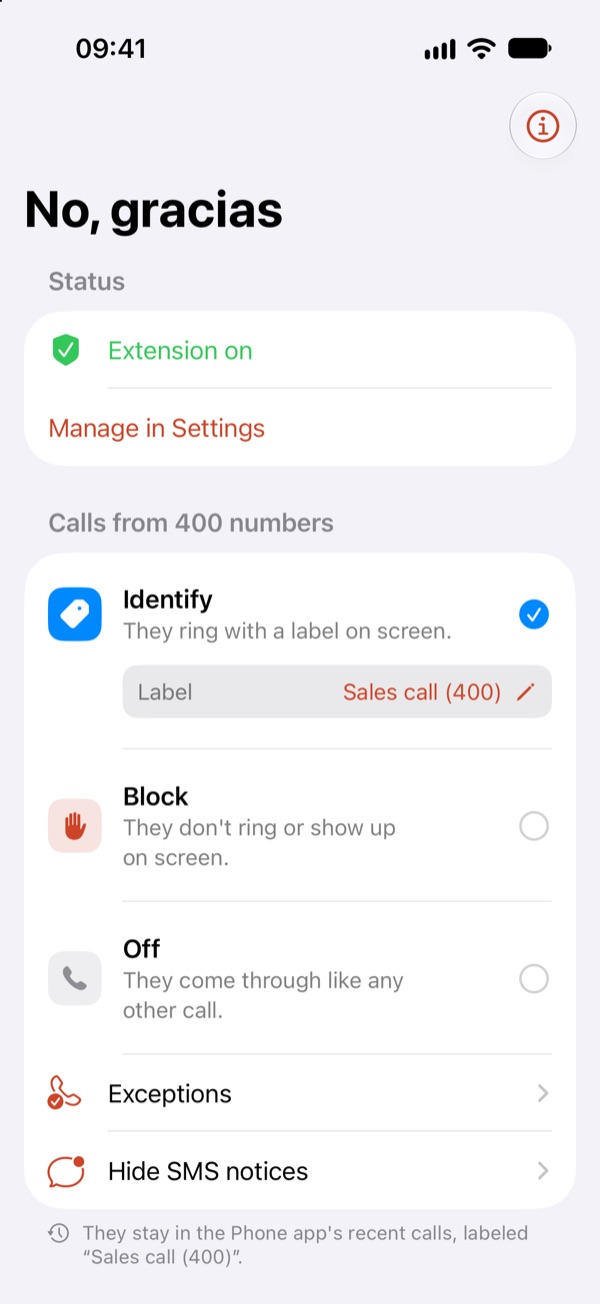 09:41
No, gracias
Status
Extension on
Manage in Settings
Calls from 400 numbers
Identify
They ring with a label on screen.
Label Sales call (400)
Block
They don't ring or show up
on screen.
Off
They come through like any
other call.
Exceptions
Hide SMS notices
They stay in the Phone app's recent calls, labeled
“Sales call (400)”.